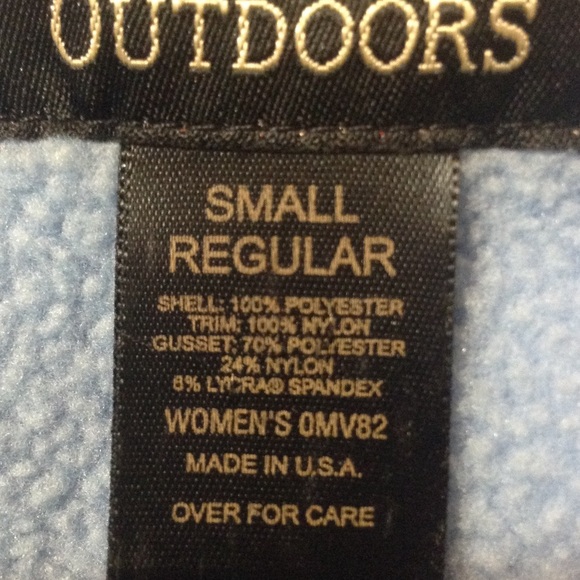 OUTDOORS
SMALL
REGULAR
SHELL: 100% POLYESTER
TRIM: 100% NYLON
GUSSET: 70% POLYESTER
24% NYLON
6% LYCRA® SPANDEX
WOMEN'S 0MV82
MADE IN U.S.A.
OVER FOR CARE